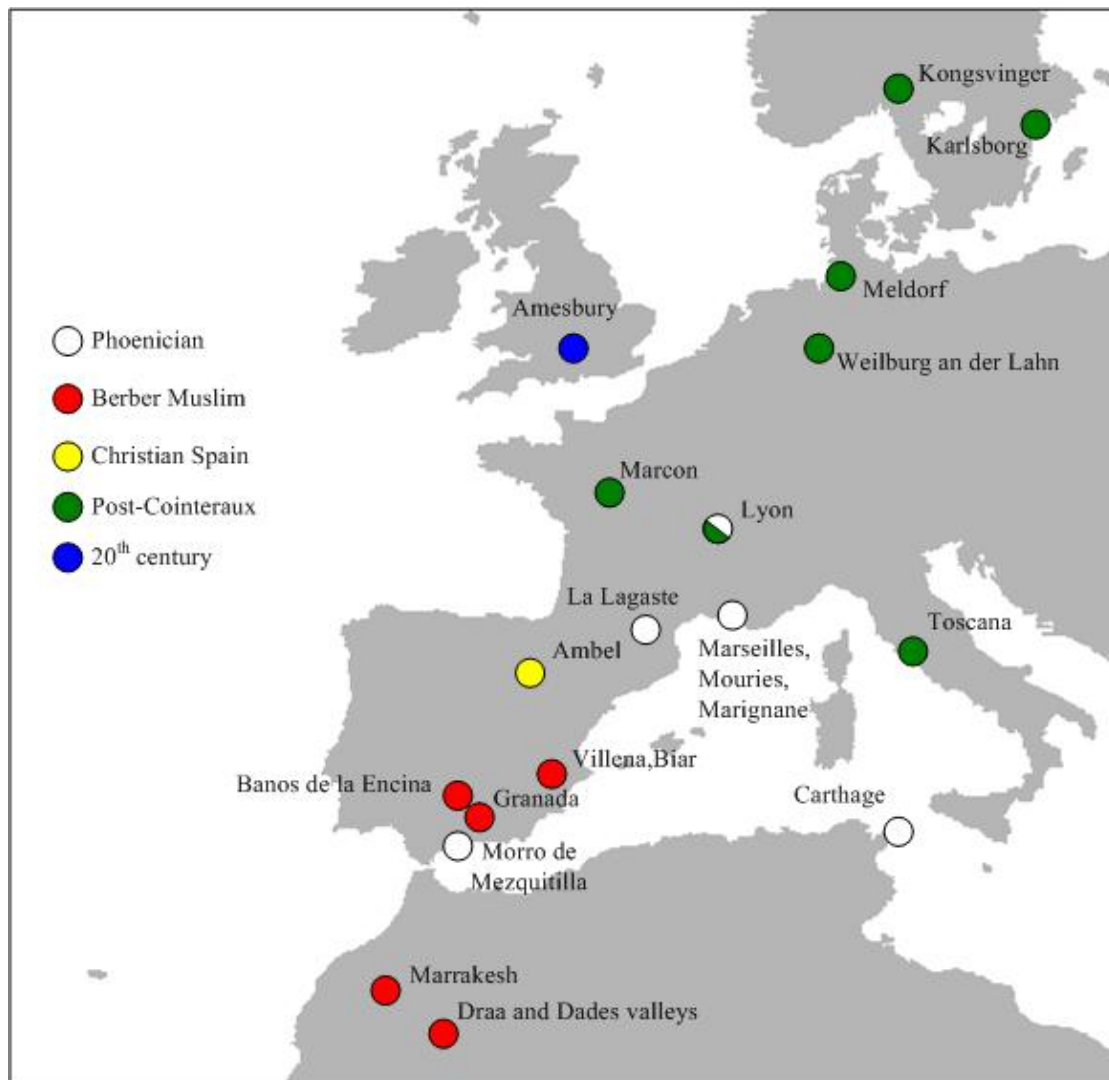 Kongsvinger
Karlsborg
Meldorf
Amesbury
Weilburg an der Lahn
Phoenician
Berber Muslim
Christian Spain
Post-Cointeraux
20th century
Marcon
Lyon
La Lagaste
Toscana
Ambel
Marseilles,
Mouries,
Marignane
Villena,Biar
Banos de la Encina
Granada
Carthage
Morro de
Mezquitilla
Marrakesh
Draa and Dades valleys